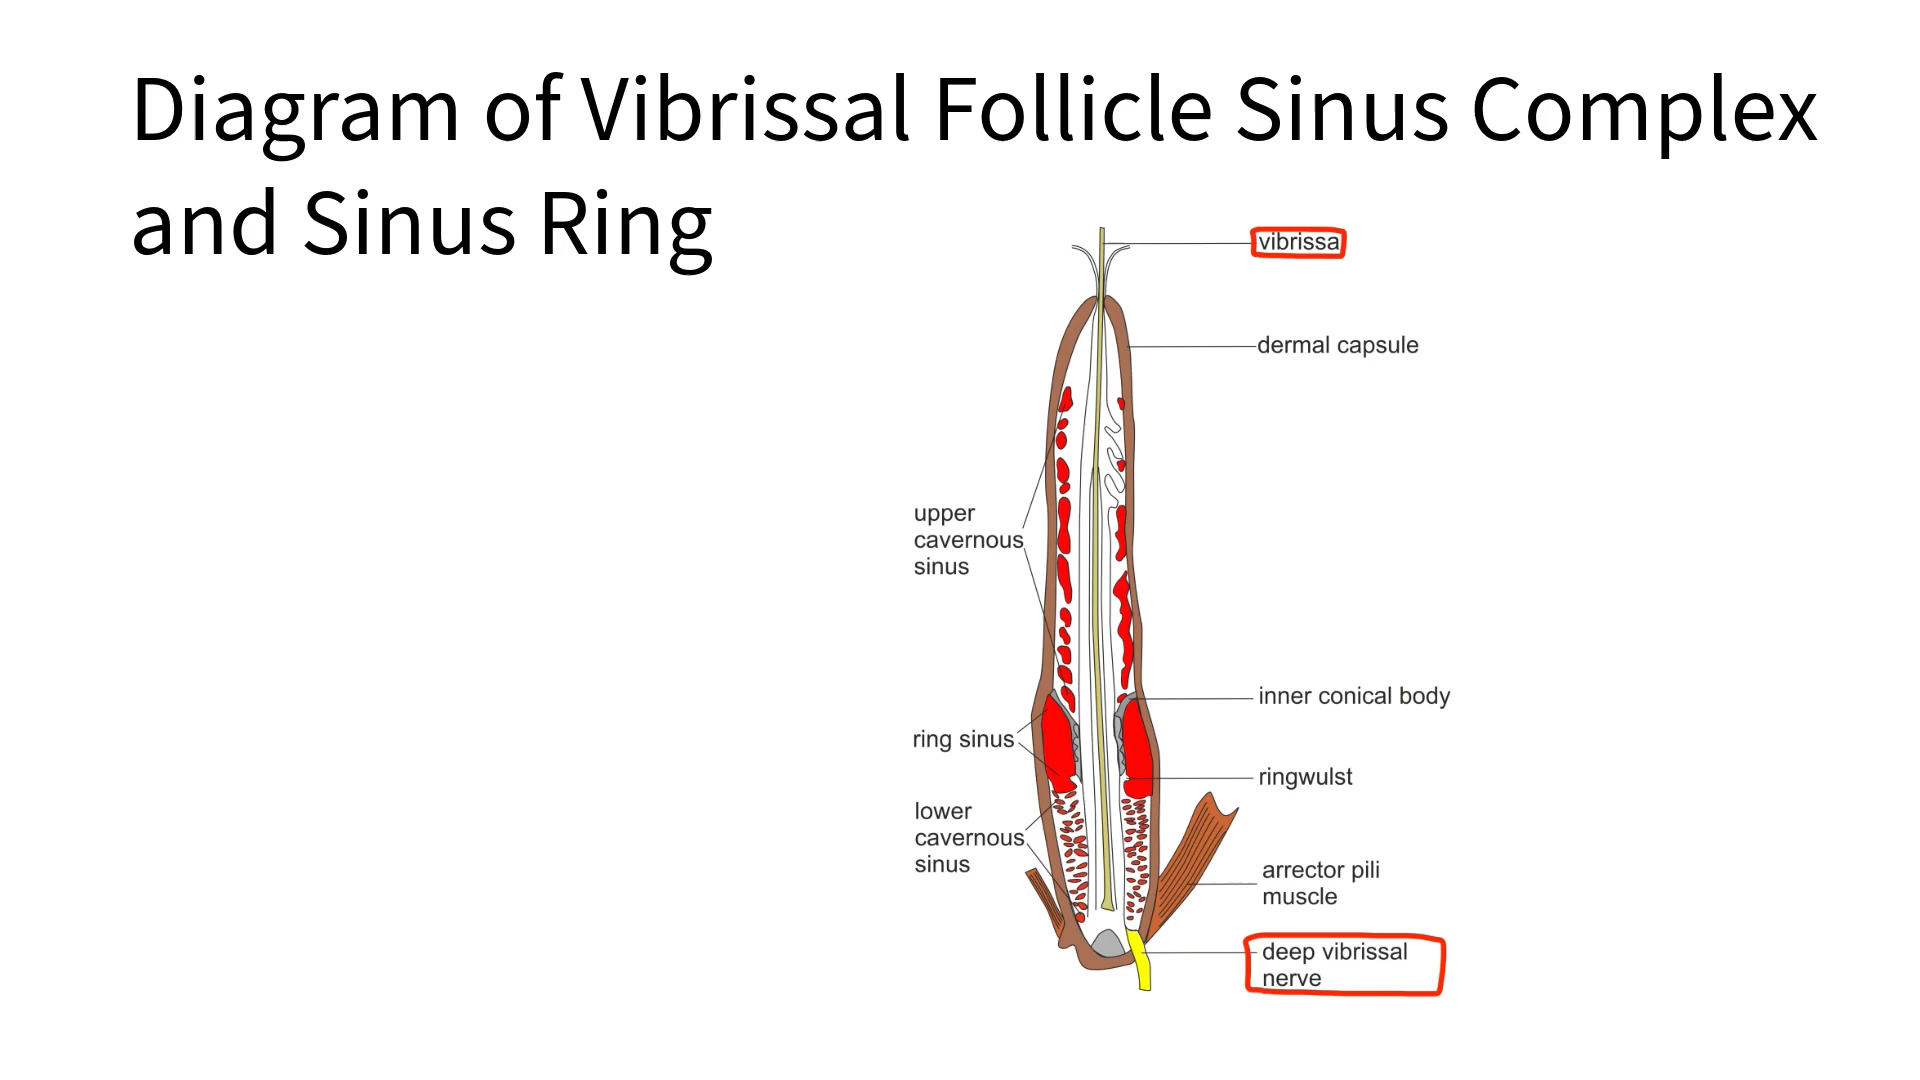 Diagram of Vibrissal Follicle Sinus Complex
and Sinus Ring
vibrissa
dermal capsule
upper
cavernous
sinus
inner conical body
ring sinus
ringwulst
lower
cavernous
sinus
arrector pili
muscle
deep vibrissal
nerve